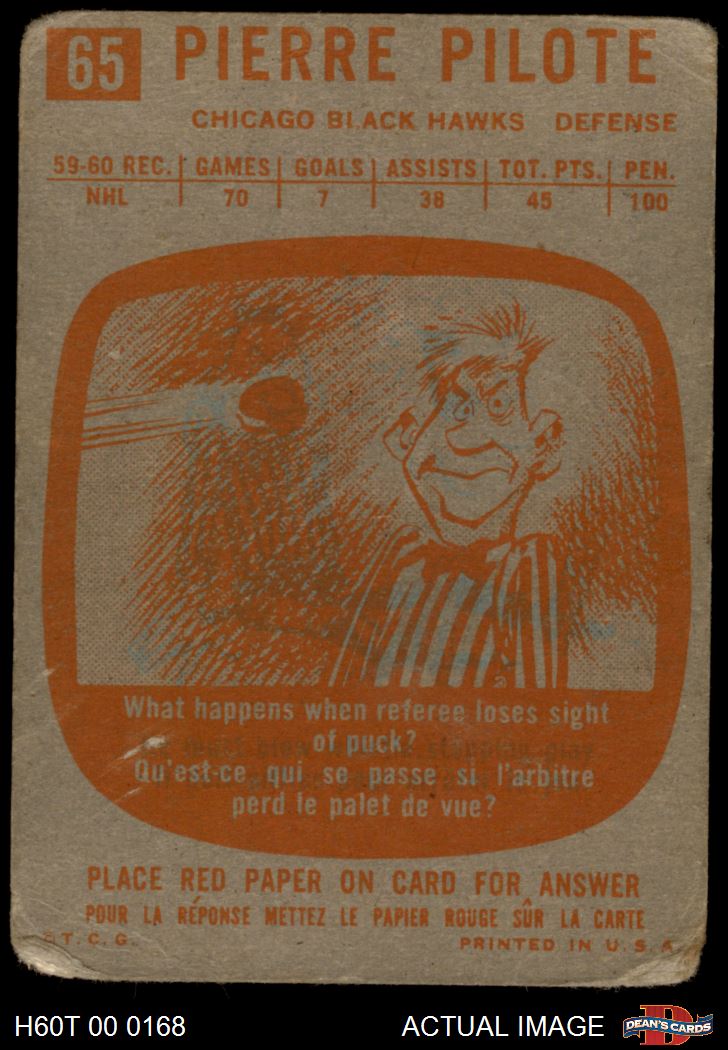 65 PIERRE PILOTE
CHICAGO BLACK HAWKS DEFENSE
59-60 REC. GAMES GOALS ASSISTS TOT. PTS. PEN.
NHL 70 7 38 45 100
What happens when referee loses sight
of puck?
Qu'est-ce qui se passe si l'arbitre
perd le palet de vue?
PLACE RED PAPER ON CARD FOR ANSWER
POUR LA RÉPONSE METTEZ LE PAPIER ROUGE SÛR LA CARTE
©T.C.G. PRINTED IN U.S.A.
H60T 00 0168 ACTUAL IMAGE D DEAN'S CARDS